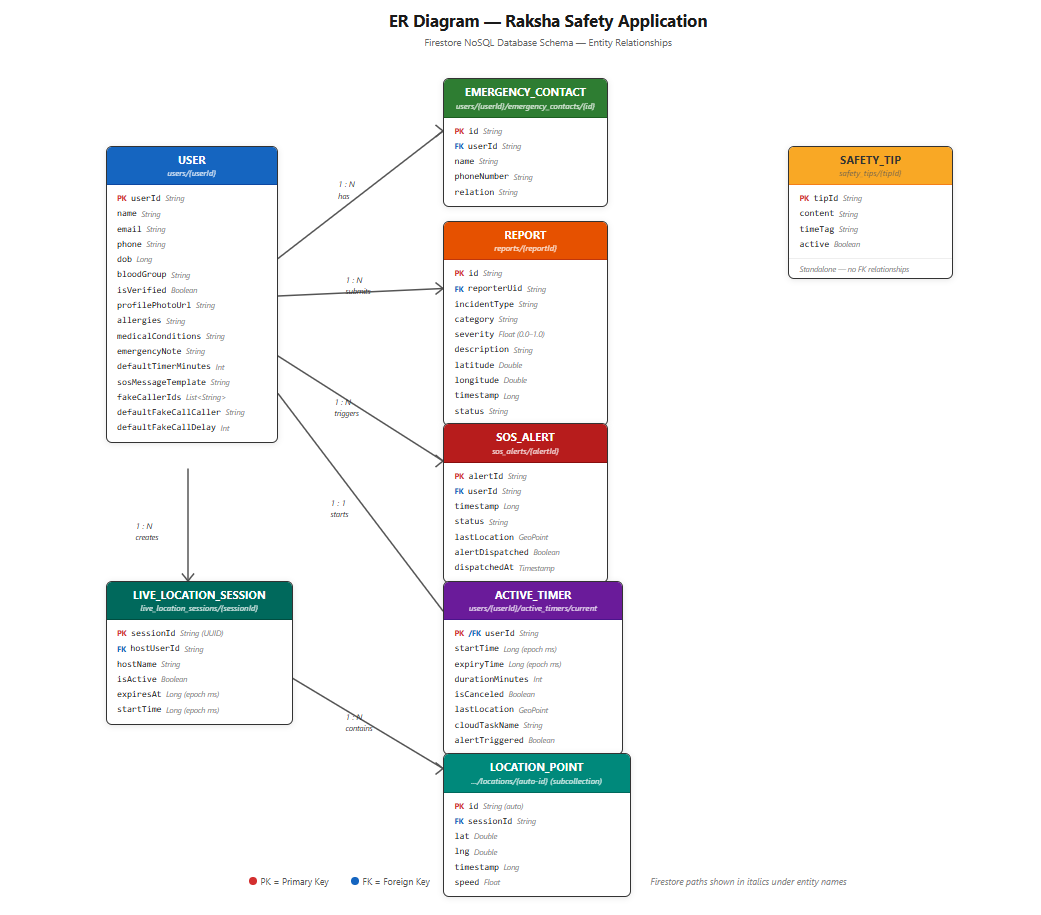 ER Diagram — Raksha Safety Application
Firestore NoSQL Database Schema — Entity Relationships
EMERGENCY_CONTACT
users/{userId}/emergency_contacts/{id}
PK id String
FK userId String
name String
phoneNumber String
relation String
USER
users/{userId}
PK userId String
name String
email String
phone String
dob Long
bloodGroup String
isVerified Boolean
profilePhotoUrl String
allergies String
medicalConditions String
emergencyNote String
defaultTimerMinutes Int
sosMessageTemplate String
fakeCallerIds List<String>
defaultFakeCallCaller String
defaultFakeCallDelay Int
SAFETY_TIP
safety_tips/{tipId}
PK tipId String
content String
timeTag String
active Boolean
Standalone — no FK relationships
1 : N
has
REPORT
reports/{reportId}
PK id String
FK reporterUid String
incidentType String
category String
severity Float (0.0–1.0)
description String
latitude Double
longitude Double
timestamp Long
status String
1 : N
submits
1 : N
triggers
SOS_ALERT
sos_alerts/{alertId}
PK alertId String
FK userId String
timestamp Long
status String
lastLocation GeoPoint
alertDispatched Boolean
dispatchedAt Timestamp
1 : 1
starts
1 : N
creates
LIVE_LOCATION_SESSION
live_location_sessions/{sessionId}
PK sessionId String (UUID)
FK hostUserId String
hostName String
isActive Boolean
expiresAt Long (epoch ms)
startTime Long (epoch ms)
ACTIVE_TIMER
users/{userId}/active_timers/current
PK /FK userId String
startTime Long (epoch ms)
expiryTime Long (epoch ms)
durationMinutes Int
isCanceled Boolean
lastLocation GeoPoint
cloudTaskName String
alertTriggered Boolean
1 : N
contains
LOCATION_POINT
.../locations/{auto-id} (subcollection)
PK id String (auto)
FK sessionId String
lat Double
lng Double
timestamp Long
speed Float
PK = Primary Key
FK = Foreign Key
Firestore paths shown in italics under entity names